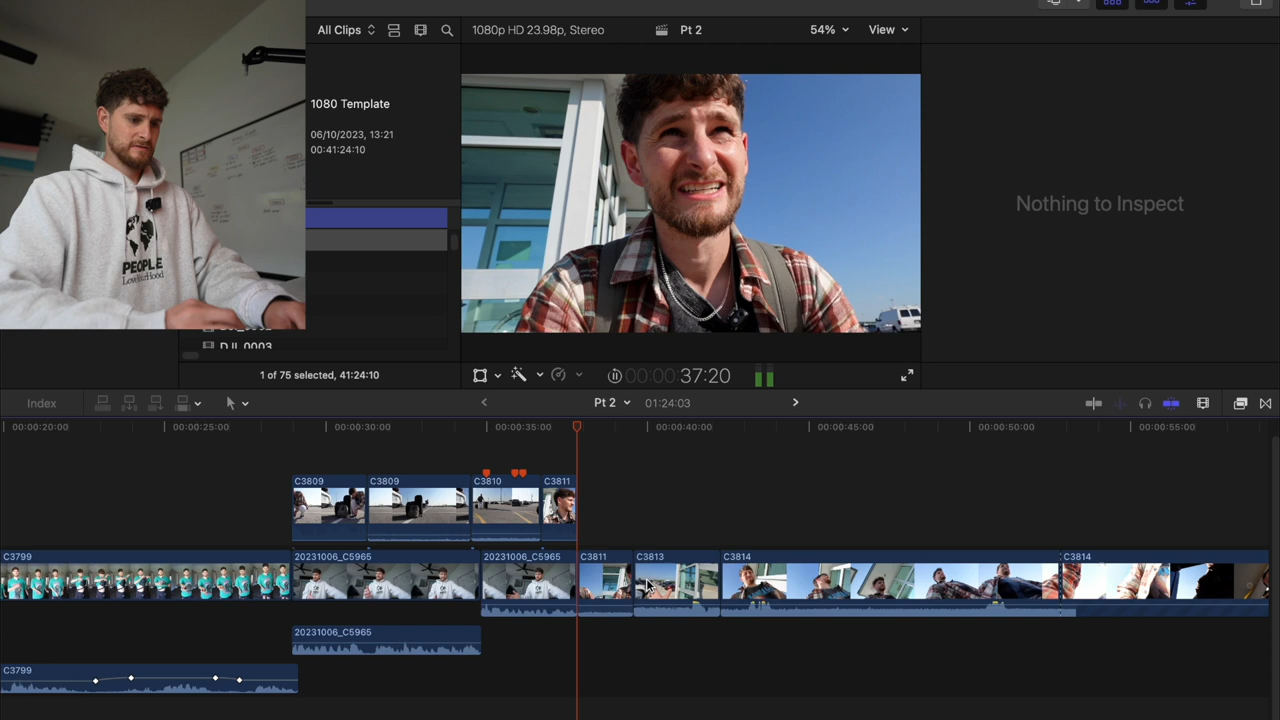 All Clips
1080p HD 23.98p, Stereo
Pt 2
54%
View
1080 Template
06/10/2023, 13:21
00:41:24:10
Nothing to Inspect
PEOPLE
LoveYourHood
DJI_0003
1 of 75 selected, 41:24:10
00:00:37:20
Index
Pt 2
01:24:03
00:00:20:00
00:00:25:00
00:00:30:00
00:00:35:00
00:00:40:00
00:00:45:00
00:00:50:00
00:00:55:00
C3809
C3809
C3810
C3811
C3799
20231006_C5965
20231006_C5965
C3811
C3813
C3814
C3814
20231006_C5965
C3799